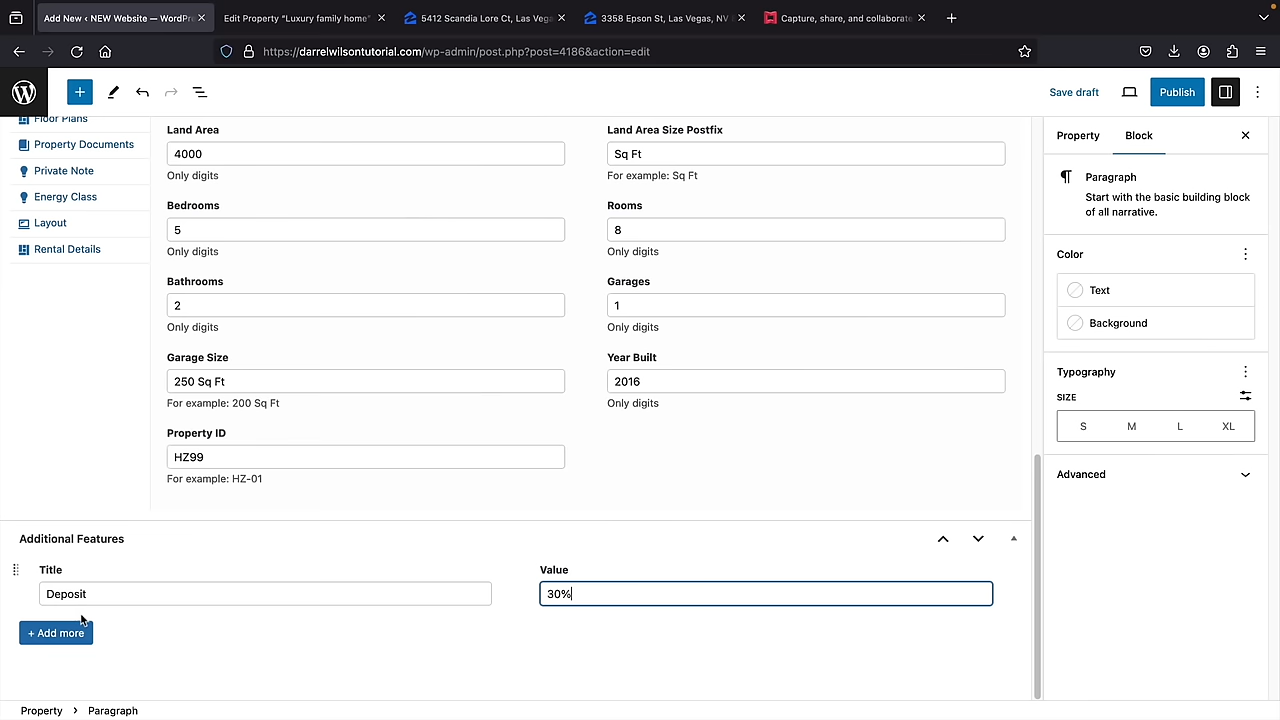 Add New ‹ NEW Website — WordPr
Edit Property "Luxury family home"
5412 Scandia Lore Ct, Las Vega
3358 Epson St, Las Vegas, NV
Capture, share, and collaborate
https://darrelwilsontutorial.com/wp-admin/post.php?post=4186&action=edit
Save draft
Publish
Floor Plans
Property Documents
Private Note
Energy Class
Layout
Rental Details
Land Area
4000
Only digits
Land Area Size Postfix
Sq Ft
For example: Sq Ft
Bedrooms
5
Only digits
Rooms
8
Only digits
Bathrooms
2
Only digits
Garages
1
Only digits
Garage Size
250 Sq Ft
For example: 200 Sq Ft
Year Built
2016
Only digits
Property ID
HZ99
For example: HZ-01
Additional Features
Title
Deposit
Value
30%
+ Add more
Property
Block
Paragraph
Start with the basic building block
of all narrative.
Color
Text
Background
Typography
SIZE
S M L XL
Advanced
Property > Paragraph